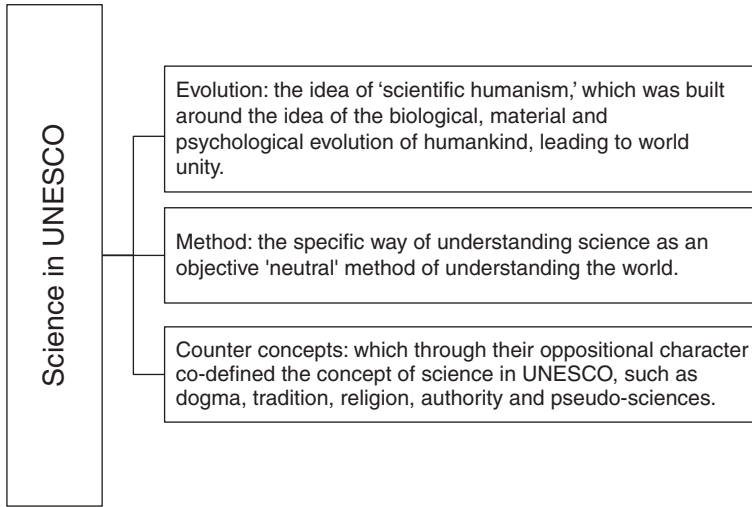 Science in UNESCO
Evolution: the idea of ‘scientific humanism,’ which was built
around the idea of the biological, material and
psychological evolution of humankind, leading to world
unity.
Method: the specific way of understanding science as an
objective 'neutral' method of understanding the world.
Counter concepts: which through their oppositional character
co-defined the concept of science in UNESCO, such as
dogma, tradition, religion, authority and pseudo-sciences.